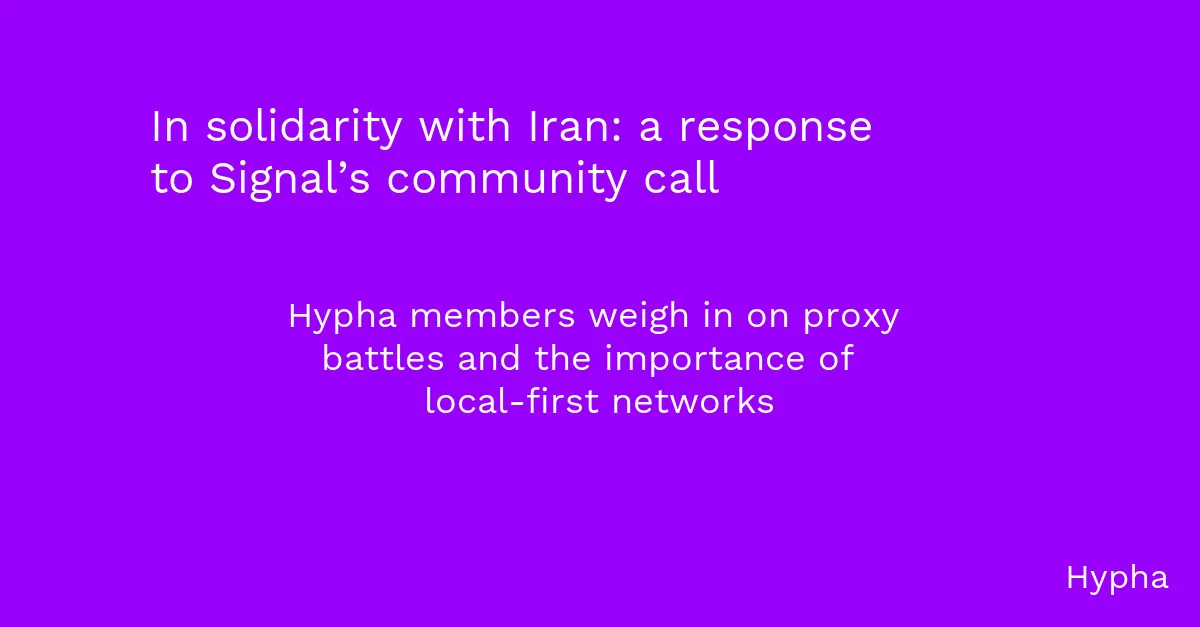 In solidarity with Iran: a response
to Signal’s community call
Hypha members weigh in on proxy
battles and the importance of
local-first networks
Hypha